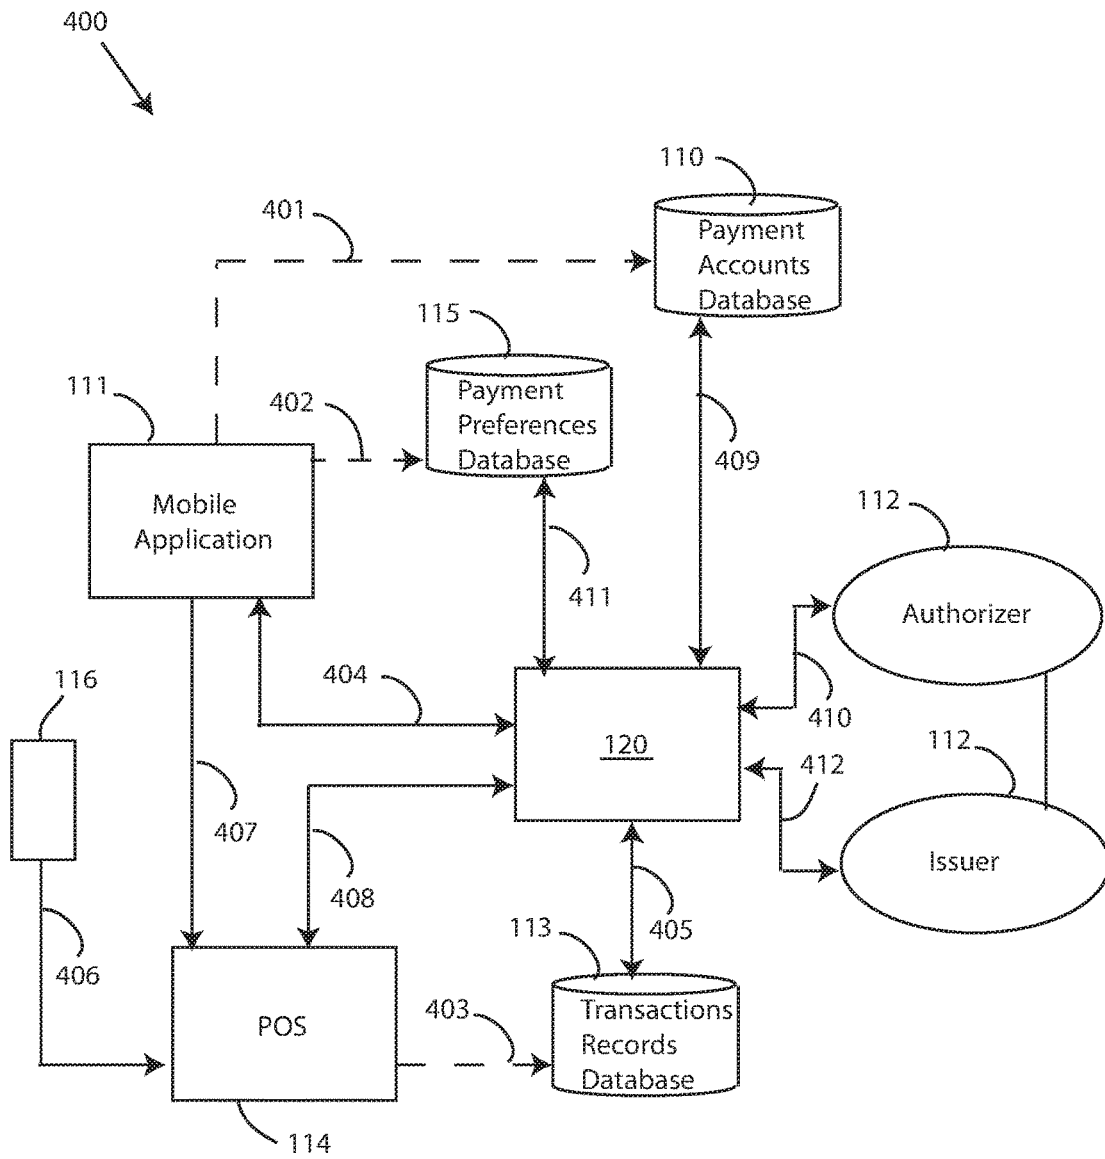 400
110
401
Payment
Accounts
Database
115
111
402
Payment
Preferences
Database
409
Mobile
Application
112
411
Authorizer
404
410
116
120
112
412
407
408
Issuer
405
113
406
403
Transactions
Records
Database
POS
114